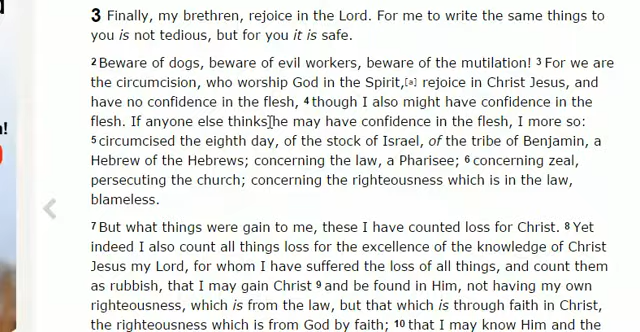 3 Finally, my brethren, rejoice in the Lord. For me to write the same things to
you is not tedious, but for you it is safe.
2 Beware of dogs, beware of evil workers, beware of the mutilation! 3 For we are
the circumcision, who worship God in the Spirit,[a] rejoice in Christ Jesus, and
have no confidence in the flesh, 4 though I also might have confidence in the
flesh. If anyone else thinks he may have confidence in the flesh, I more so:
5 circumcised the eighth day, of the stock of Israel, of the tribe of Benjamin, a
Hebrew of the Hebrews; concerning the law, a Pharisee; 6 concerning zeal,
persecuting the church; concerning the righteousness which is in the law,
blameless.
7 But what things were gain to me, these I have counted loss for Christ. 8 Yet
indeed I also count all things loss for the excellence of the knowledge of Christ
Jesus my Lord, for whom I have suffered the loss of all things, and count them
as rubbish, that I may gain Christ 9 and be found in Him, not having my own
righteousness, which is from the law, but that which is through faith in Christ,
the righteousness which is from God by faith; 10 that I may know Him and the